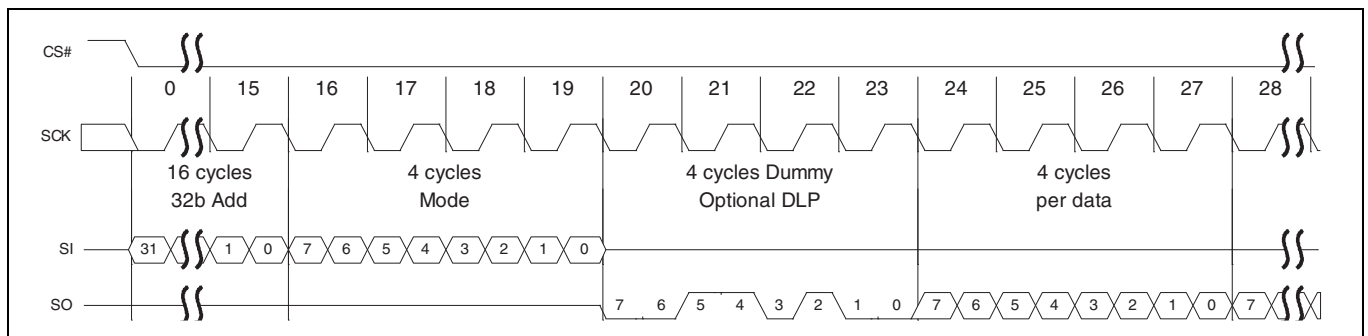 CS#
0 15 16 17 18 19 20 21 22 23 24 25 26 27 28
SCK
16 cycles 4 cycles 4 cycles Dummy 4 cycles
32b Add Mode Optional DLP per data
SI 31 1 0 7 6 5 4 3 2 1 0
SO 7 6 5 4 3 2 1 0 7 6 5 4 3 2 1 0 7